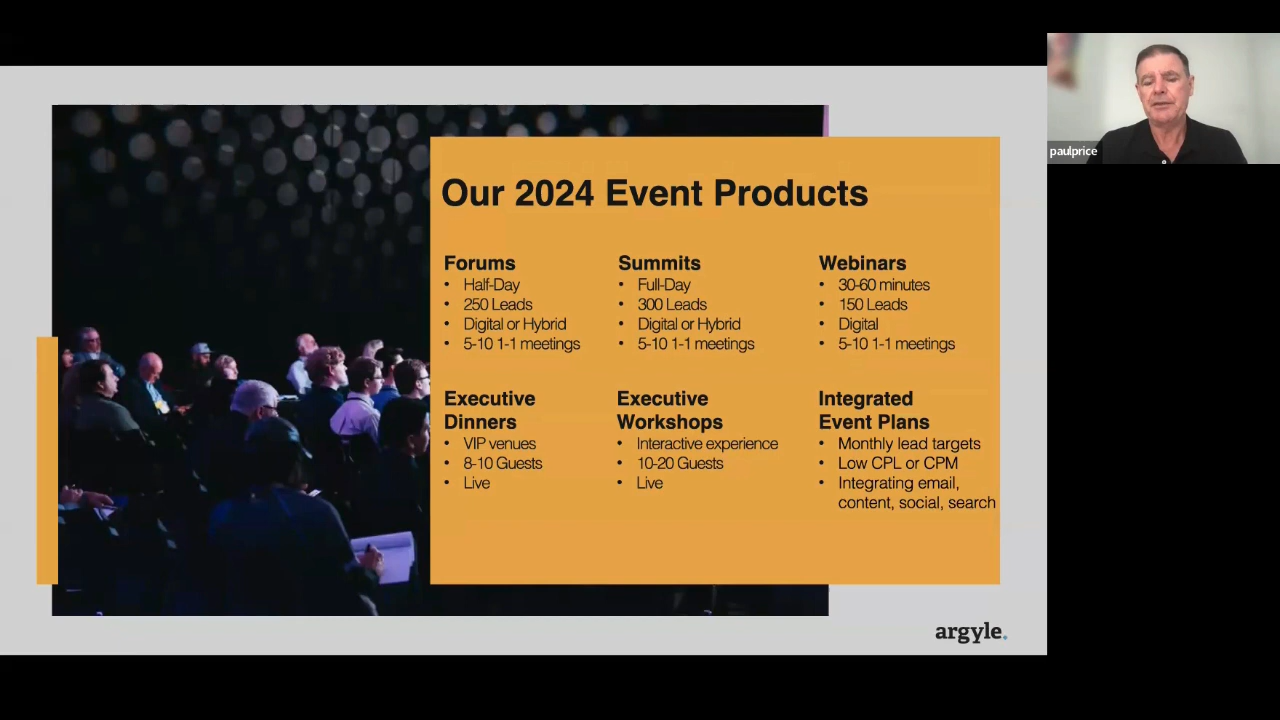 Our 2024 Event Products
Forums
• Half-Day
• 250 Leads
• Digital or Hybrid
• 5-10 1-1 meetings
Summits
• Full-Day
• 300 Leads
• Digital or Hybrid
• 5-10 1-1 meetings
Webinars
• 30-60 minutes
• 150 Leads
• Digital
• 5-10 1-1 meetings
Executive
Dinners
• VIP venues
• 8-10 Guests
• Live
Executive
Workshops
• Interactive experience
• 10-20 Guests
• Live
Integrated
Event Plans
• Monthly lead targets
• Low CPL or CPM
• Integrating email,
content, social, search
argyle.
paulprice